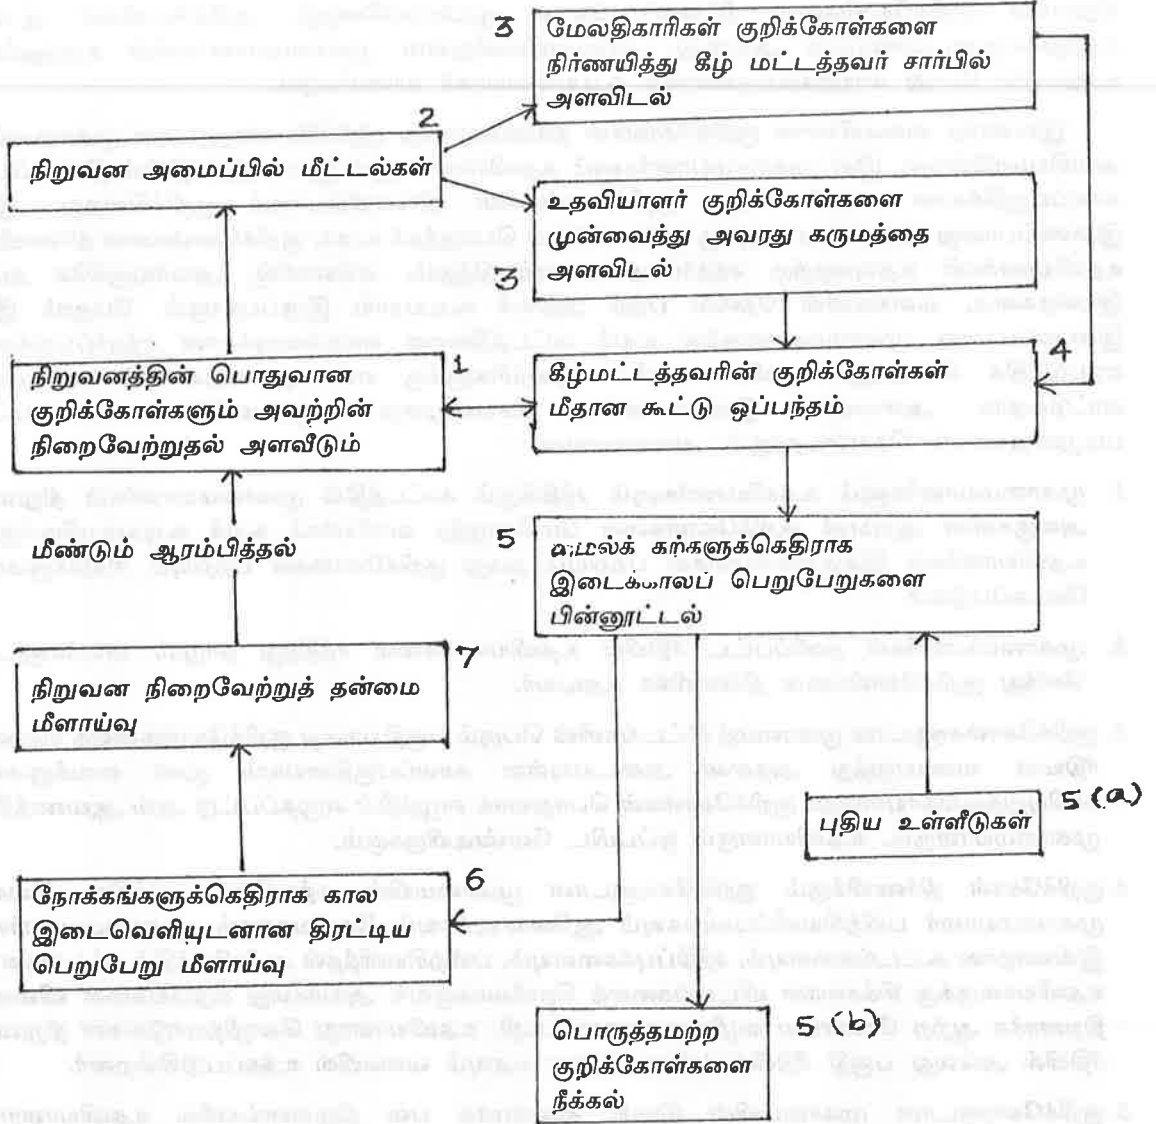 3
மேலதிகாரிகள் குறிக்கோள்களை
நிர்ணயித்து கீழ் மட்டத்தவர் சார்பில்
அளவிடல்
2
நிறுவன அமைப்பில் மீட்டல்கள்
உதவியாளர் குறிக்கோள்களை
முன்வைத்து அவரது கருமத்தை
அளவிடல்
3
நிறுவனத்தின் பொதுவான
குறிக்கோள்களும் அவற்றின்
நிறைவேற்றுதல் அளவீடும்
1
கீழ்மட்டத்தவரின் குறிக்கோள்கள்
மீதான கூட்டு ஒப்பந்தம்
4
மீண்டும் ஆரம்பித்தல்
5
கற்களுக்கெதிராக
இடைக்காலப் பெறுபேறுகளை
பின்னூட்டல்
7
நிறுவன நிறைவேற்றுத் தன்மை
மீளாய்வு
5 (a)
புதிய உள்ளீடுகள்
6
நோக்கங்களுக்கெதிராக கால
இடைவெளியுடனான திரட்டிய
பெறுபேறு மீளாய்வு
5 (b)
பொருத்தமற்ற
குறிக்கோள்களை
நீக்கல்